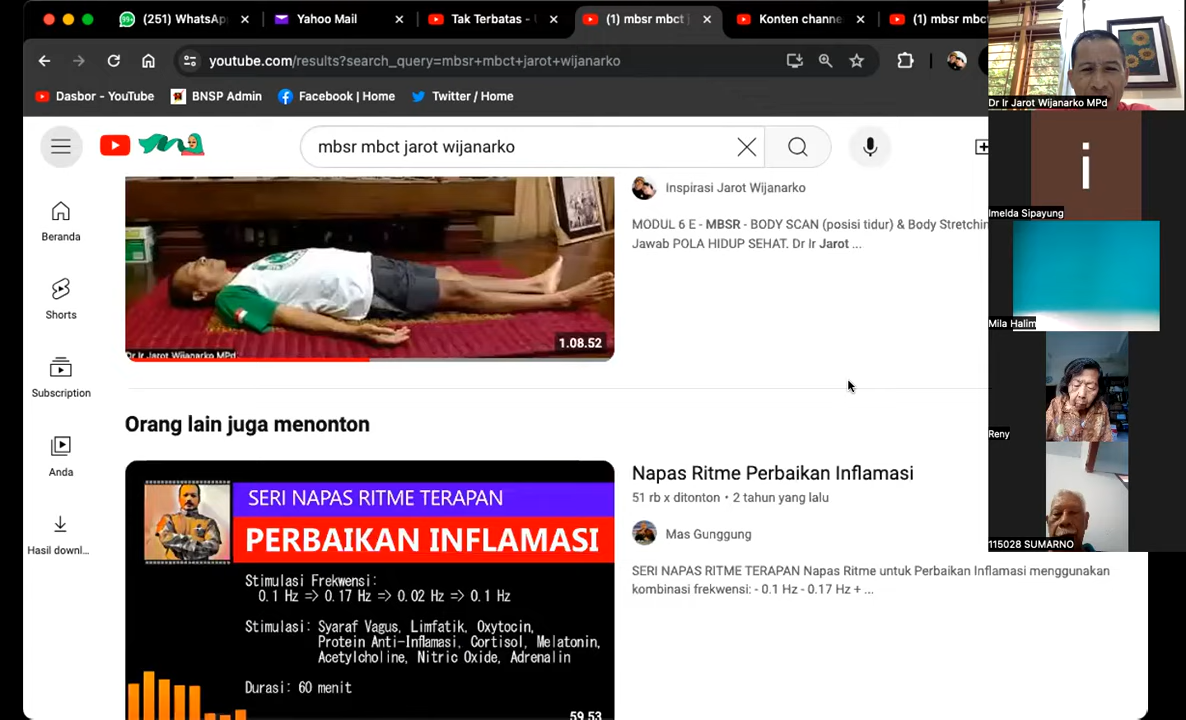 (251) WhatsAp
Yahoo Mail
Tak Terbatas -
(1) mbsr mbct j
Konten channe
(1) mbsr mbc
youtube.com/results?search_query=mbsr+mbct+jarot+wijanarko
Dasbor - YouTube
BNSP Admin
Facebook | Home
Twitter / Home
mbsr mbct jarot wijanarko
Beranda
Shorts
Subscription
Anda
Hasil downl...
Dr Ir Jarot Wijanarko MPd
1.08.52
Inspirasi Jarot Wijanarko
MODUL 6 E - MBSR - BODY SCAN (posisi tidur) & Body Stretchin
Jawab POLA HIDUP SEHAT. Dr Ir Jarot ...
Orang lain juga menonton
SERI NAPAS RITME TERAPAN
PERBAIKAN INFLAMASI
Stimulasi Frekwensi:
0.1 Hz => 0.17 Hz => 0.02 Hz => 0.1 Hz
Stimulasi: Syaraf Vagus, Limfatik, Oxytocin,
Protein Anti-Inflamasi, Cortisol, Melatonin,
Acetylcholine, Nitric Oxide, Adrenalin
Durasi: 60 menit
59.53
Napas Ritme Perbaikan Inflamasi
51 rb x ditonton • 2 tahun yang lalu
Mas Gunggung
SERI NAPAS RITME TERAPAN Napas Ritme untuk Perbaikan Inflamasi menggunakan
kombinasi frekwensi: - 0.1 Hz - 0.17 Hz + ...
Dr Ir Jarot Wijanarko MPd
i
Imelda Sipayung
Mila Halim
Reny
115028 SUMARNO